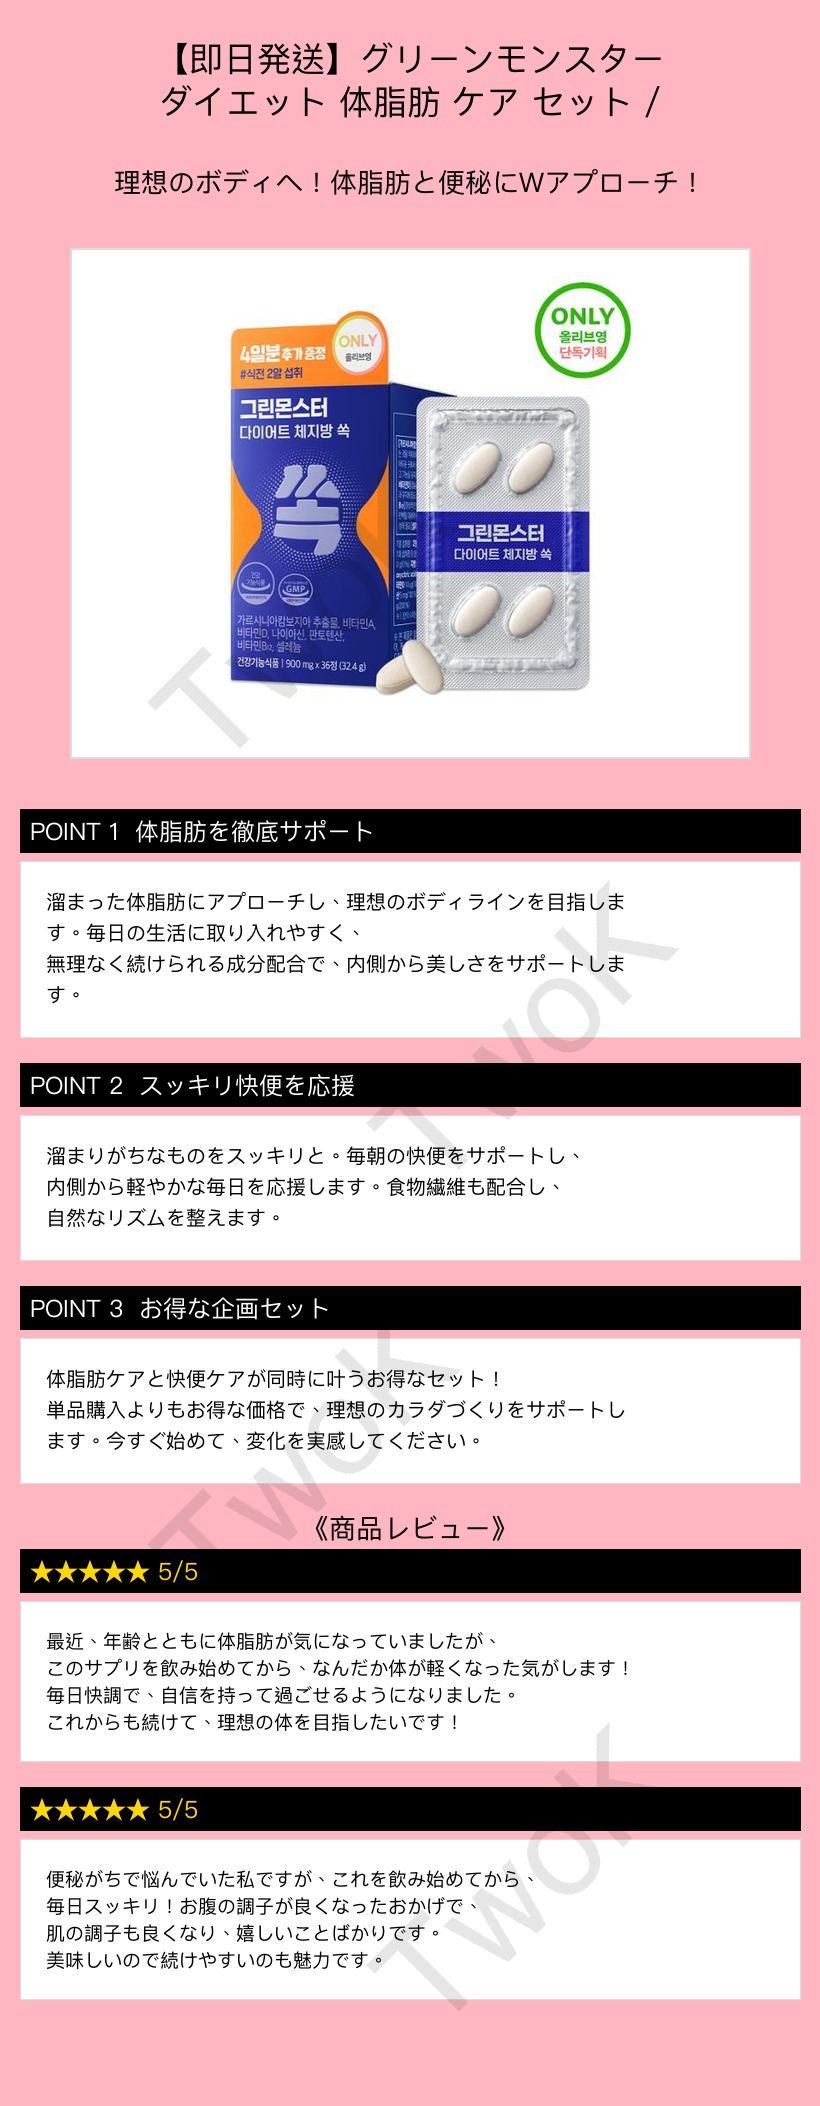 【即日発送】グリーンモンスター
ダイエット 体脂肪 ケア セット /
理想のボディへ！体脂肪と便秘にWアプローチ！
ONLY
올리브영
단독기획
4일분 추가 증정
#식전 2알 섭취
ONLY
올리브영
그린몬스터
다이어트 체지방 쏙
쏙
건강
기능식품
GMP
가르시니아캄보지아 추출물, 비타민A,
비타민D, 나이아신, 판토텐산,
비타민B₁₂, 셀레늄
건강기능식품 | 900 mg x 36정 (32.4 g)
그린몬스터
다이어트 체지방 쏙
POINT 1 体脂肪を徹底サポート
溜まった体脂肪にアプローチし、理想のボディラインを目指しま
す。毎日の生活に取り入れやすく、
無理なく続けられる成分配合で、内側から美しさをサポートしま
す。
POINT 2 スッキリ快便を応援
溜まりがちなものをスッキリと。毎朝の快便をサポートし、
内側から軽やかな毎日を応援します。食物繊維も配合し、
自然なリズムを整えます。
POINT 3 お得な企画セット
体脂肪ケアと快便ケアが同時に叶うお得なセット！
単品購入よりもお得な価格で、理想のカラダづくりをサポートし
ます。今すぐ始めて、変化を実感してください。
《商品レビュー》
★★★★★ 5/5
最近、年齢とともに体脂肪が気になっていましたが、
このサプリを飲み始めてから、なんだか体が軽くなった気がします！
毎日快調で、自信を持って過ごせるようになりました。
これからも続けて、理想の体を目指したいです！
★★★★★ 5/5
便秘がちで悩んでいた私ですが、これを飲み始めてから、
毎日スッキリ！お腹の調子が良くなったおかげで、
肌の調子も良くなり、嬉しいことばかりです。
美味しいので続けやすいのも魅力です。
TwoK
TwoK
TwoK
TwoK